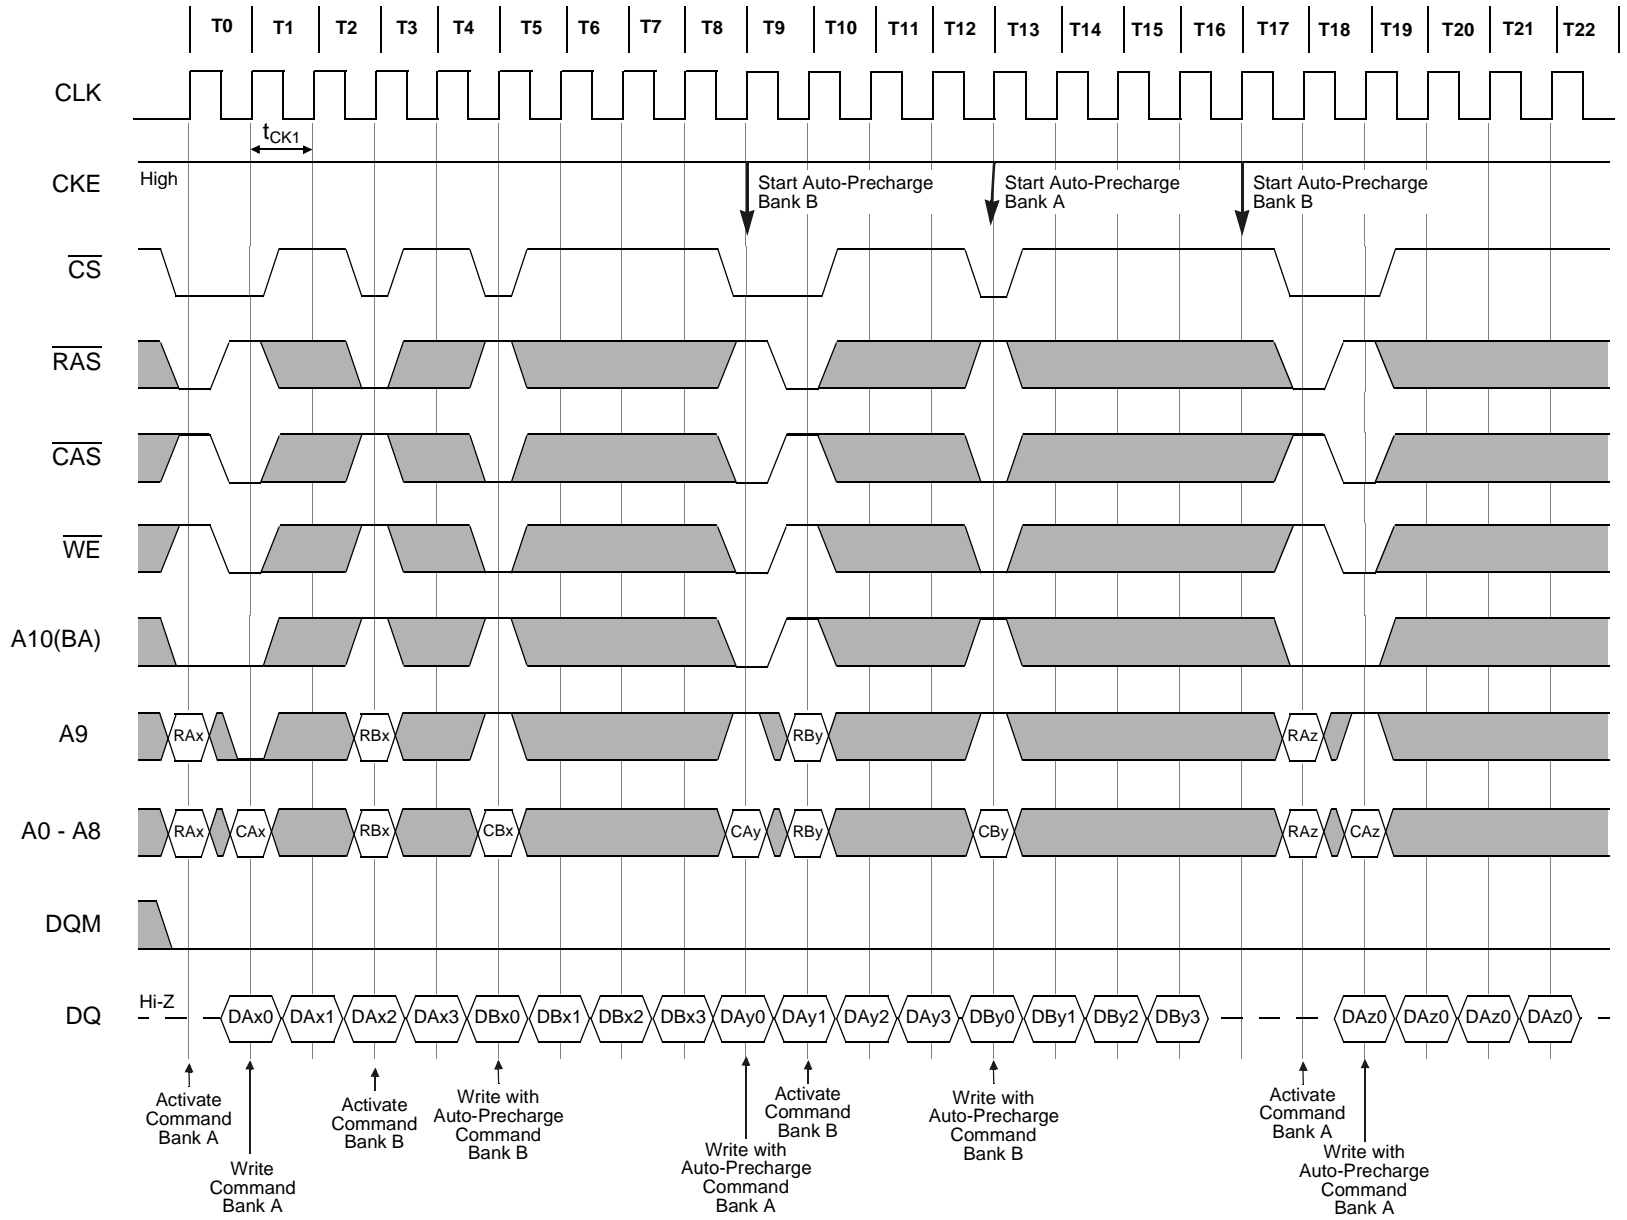 T0 T1 T2 T3 T4 T5 T6 T7 T8 T9 T10 T11 T12 T13 T14 T15 T16 T17 T18 T19 T20 T21 T22
CLK
tCK1
CKE
High
Start Auto-Precharge
Bank B
Start Auto-Precharge
Bank A
Start Auto-Precharge
Bank B
CS
RAS
CAS
WE
A10(BA)
A9
RAx RBx RBy RAz
A0 - A8
RAx CAx RBx CBx CAy RBy CBy RAz CAz
DQM
DQ
Hi-Z
DAx0 DAx1 DAx2 DAx3 DBx0 DBx1 DBx2 DBx3 DAy0 DAy1 DAy2 DAy3 DBy0 DBy1 DBy2 DBy3 DAz0 DAz0 DAz0 DAz0
Activate
Command
Bank A
Write
Command
Bank A
Activate
Command
Bank B
Write with
Auto-Precharge
Command
Bank B
Write with
Auto-Precharge
Command
Bank A
Activate
Command
Bank B
Write with
Auto-Precharge
Command
Bank B
Activate
Command
Bank A
Write with
Auto-Precharge
Command
Bank A